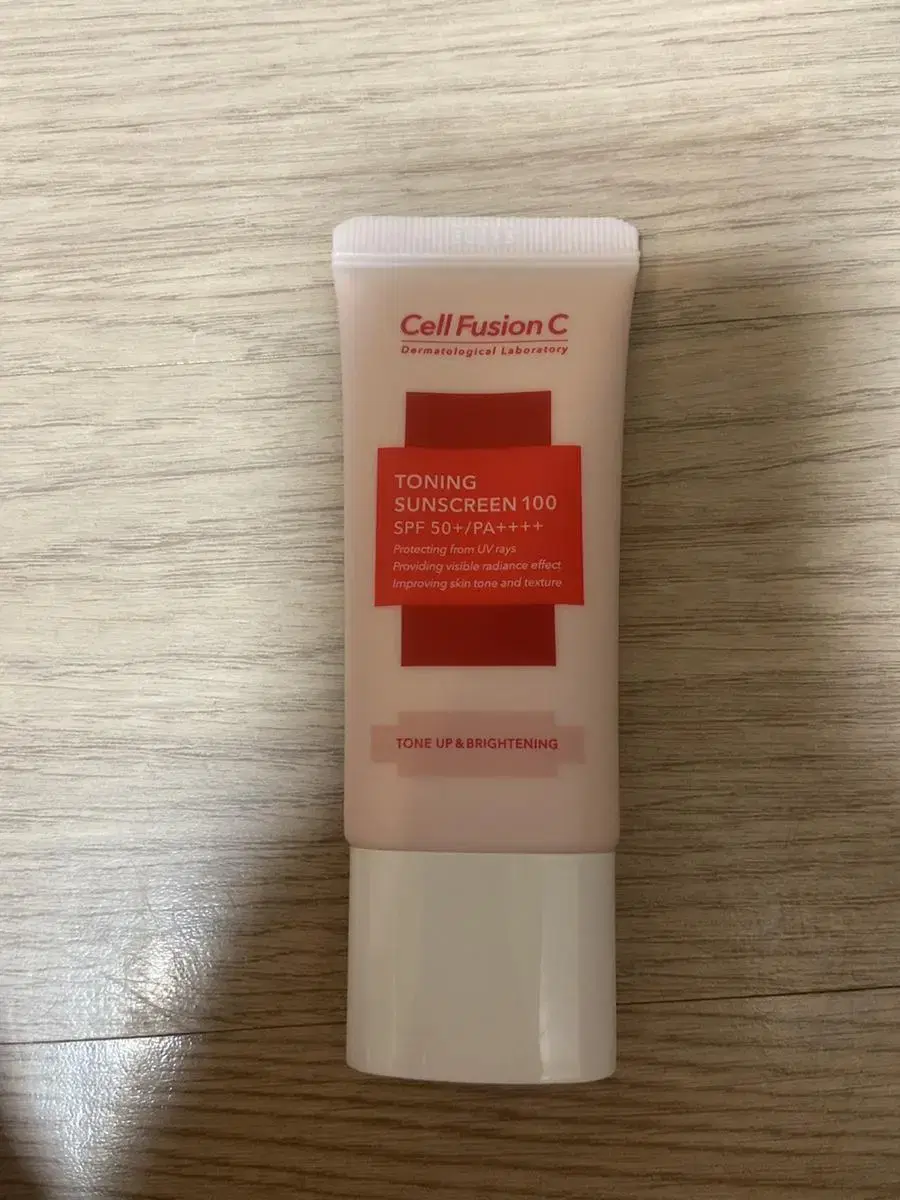 Cell Fusion C
Dermatological Laboratory
TONING
SUNSCREEN 100
SPF 50+/PA++++
Protecting from UV rays
Providing visible radiance effect
Improving skin tone and texture
TONE UP & BRIGHTENING